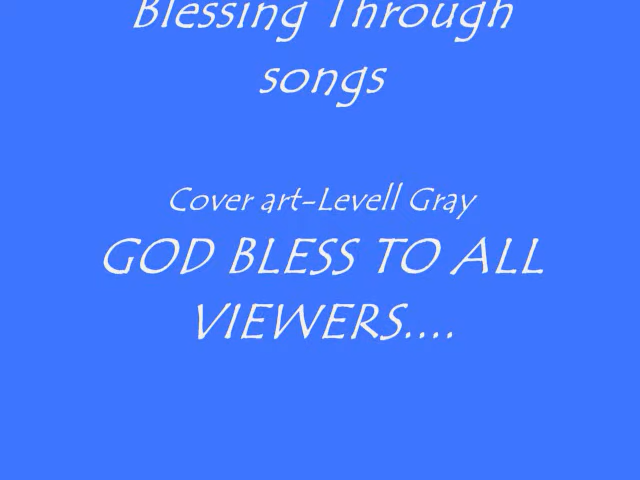 Blessing Through
songs
Cover art-Levell Gray
GOD BLESS TO ALL
VIEWERS....